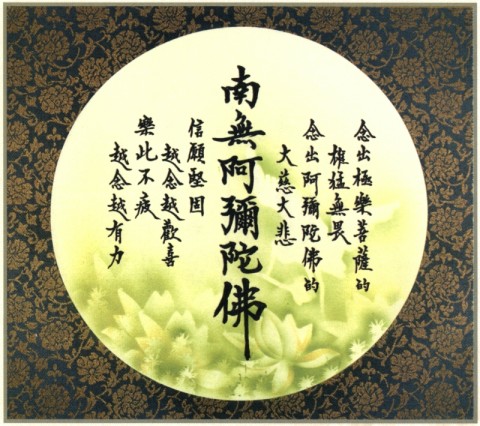 念出極樂菩薩的
權猛無畏
念出阿彌陀佛的
大慈大悲
南無阿彌陀佛
信願堅固
越念越歡喜
樂此不疲
越念越有力